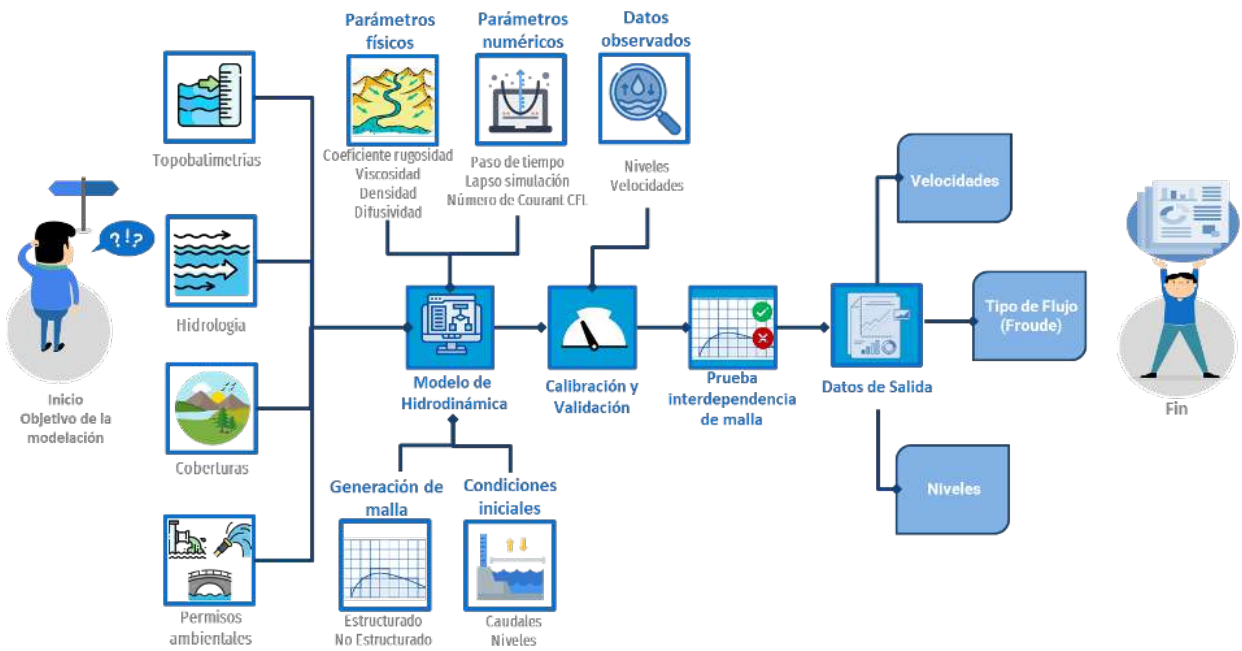 Parámetros
físicos
Parámetros
numéricos
Datos
observados
Topobatimetrias
Coeficiente rugosidad
Viscosidad
Densidad
Difusividad
Paso de tiempo
Lapso simulación
Número de Courant CFL
Niveles
Velocidades
Velocidades
?!?
Hidrologia
Inicio
Objetivo de la
modelación
Modelo de
Hidrodinámica
Calibración y
Validación
Prueba
interdependencia
de malla
Datos de Salida
Tipo de Flujo
(Froude)
Fin
Coberturas
Generación de
malla
Condiciones
iniciales
Niveles
Permisos
ambientales
Estructurado
No Estructurado
Caudales
Niveles